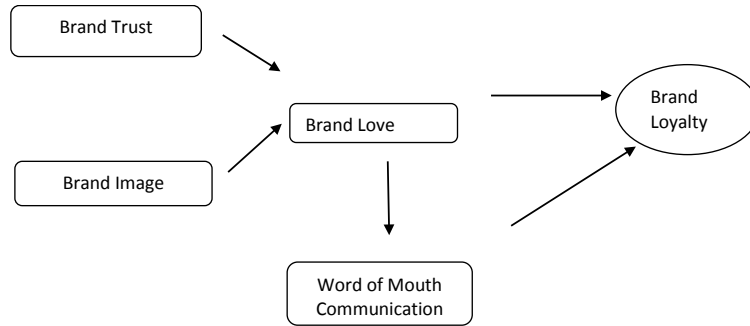 Brand Trust
Brand Love
Brand
Loyalty
Brand Image
Word of Mouth
Communication